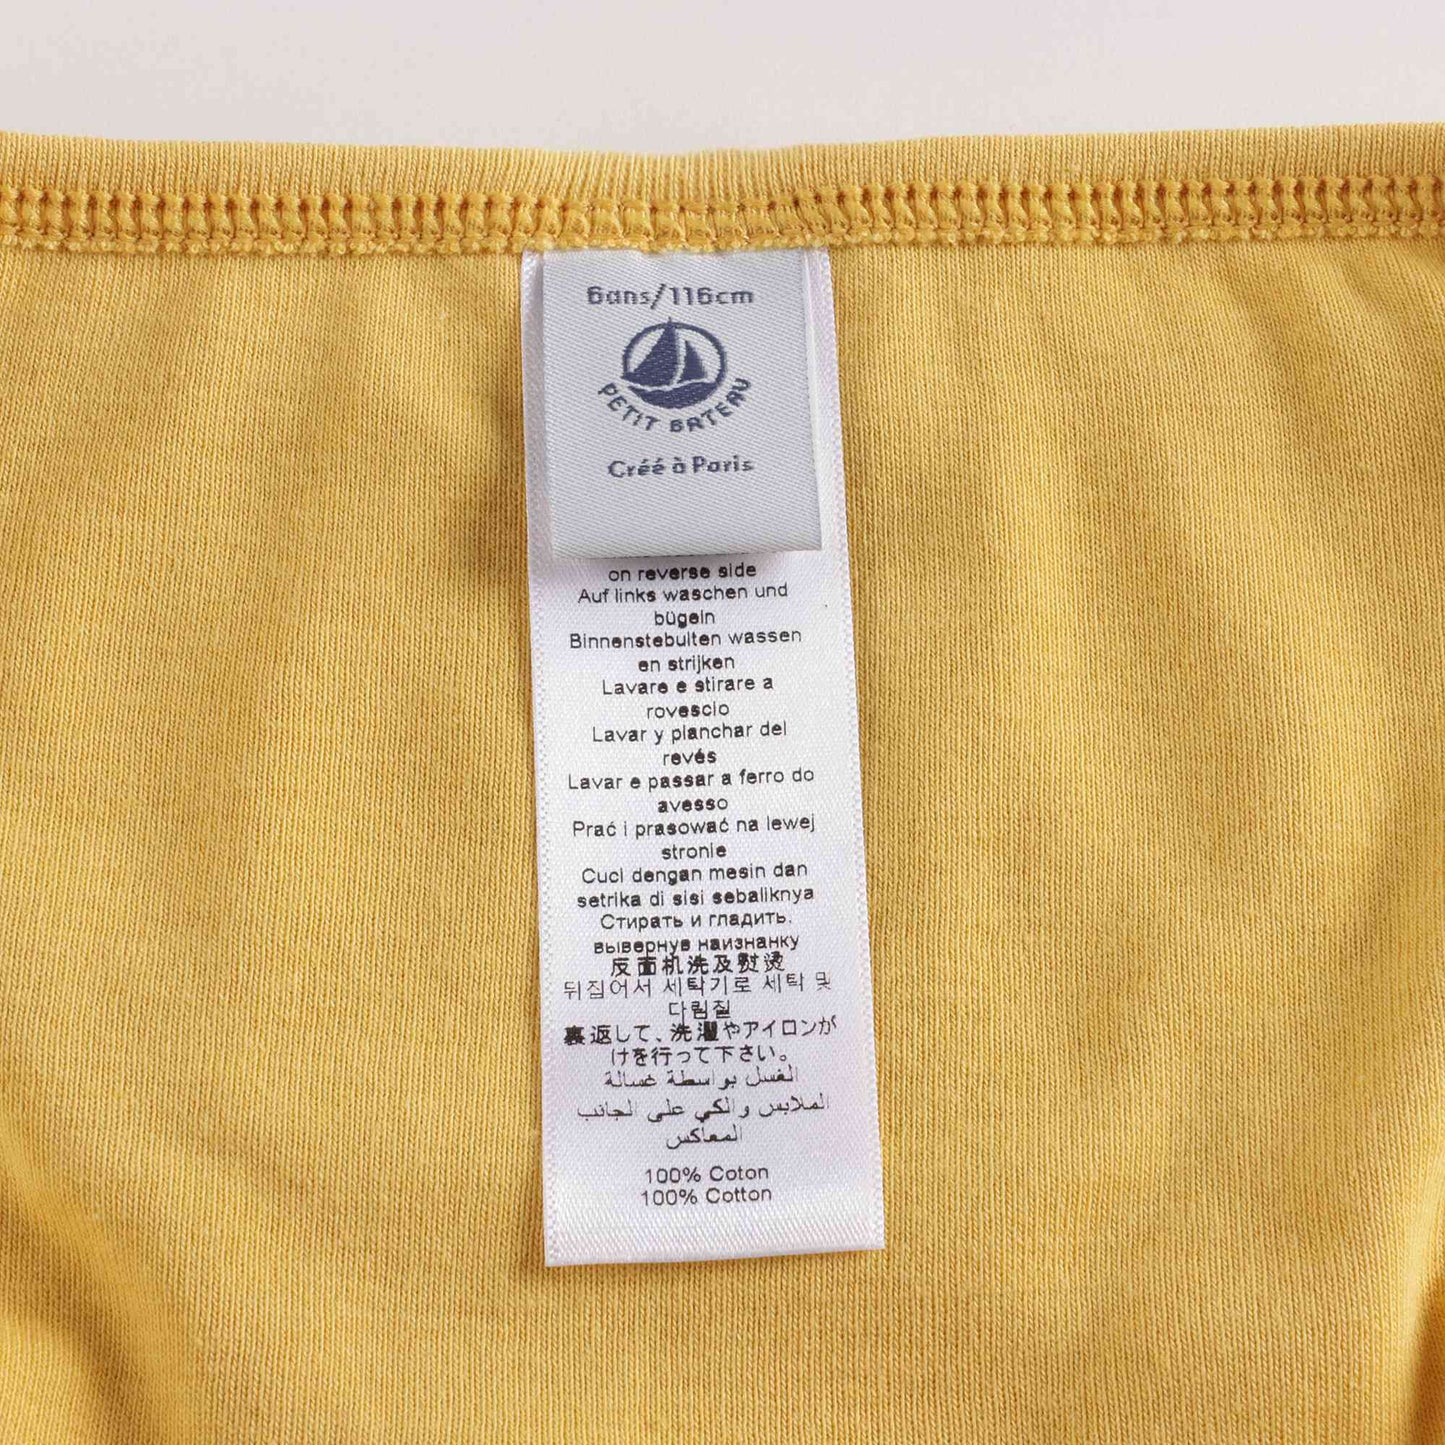 6ans/116cm
PETIT BATEAU
Créé à Paris
on reverse side
Auf links waschen und
bügeln
Binnenstebuiten wassen
en strijken
Lavare e stirare a
rovescio
Lavar y planchar del
revés
Lavar e passar a ferro do
avesso
Prać i prasować na lewej
stronie
Cuci dengan mesin dan
setrika di sisi sebaliknya
Стирать и гладить.
вывернув наизнанку
反面机洗及熨烫
뒤집어서 세탁기로 세탁 및
다림질
裏返して、洗濯やアイロンが
けを行って下さい。
الغسل بواسطة غسالة
الملابس والكي على الجانب
المعاكس
100% Coton
100% Cotton